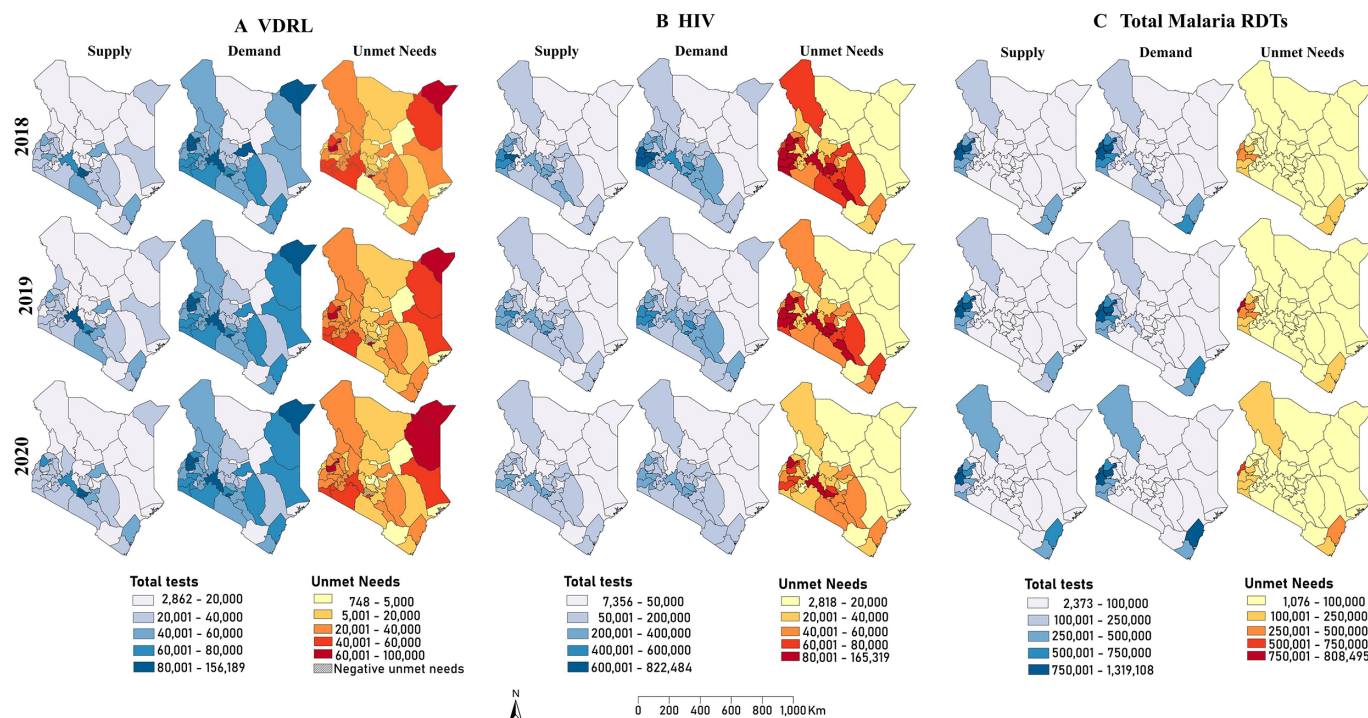 A VDRL
B HIV
C Total Malaria RDTs
Supply Demand Unmet Needs
Supply Demand Unmet Needs
Supply Demand Unmet Needs
2018
2019
2020
Total tests
2,862 – 20,000
20,001 – 40,000
40,001 – 60,000
60,001 – 80,000
80,001 – 156,189
Unmet Needs
748 – 5,000
5,001 – 20,000
20,001 – 40,000
40,001 – 60,000
60,001 – 100,000
Negative unmet needs
Total tests
7,356 – 50,000
50,001 – 200,000
200,001 – 400,000
400,001 – 600,000
600,001 – 822,484
Unmet Needs
2,818 – 20,000
20,001 – 40,000
40,001 – 60,000
60,001 – 80,000
80,001 – 165,319
Total tests
2,373 – 100,000
100,001 – 250,000
250,001 – 500,000
500,001 – 750,000
750,001 – 1,319,108
Unmet Needs
1,076 – 100,000
100,001 – 250,000
250,001 – 500,000
500,001 – 750,000
750,001 – 808,495
N
0 200 400 600 800 1,000 Km